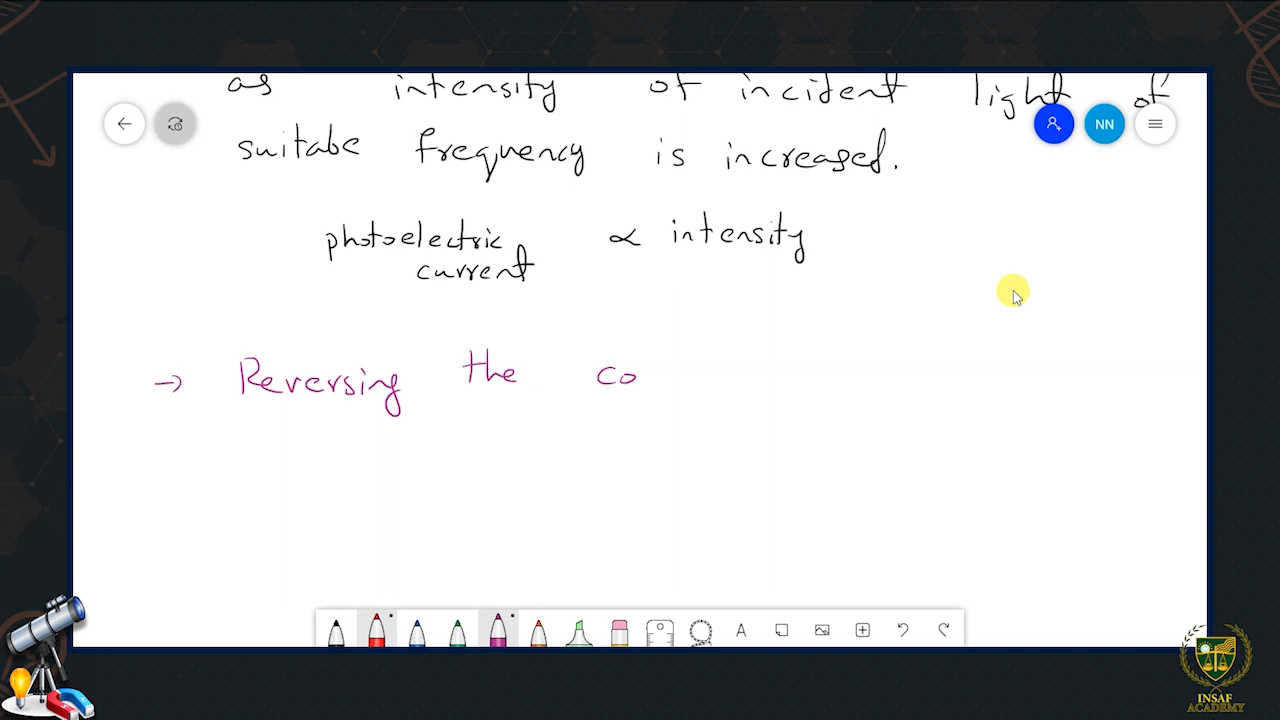 as intensity of incident light of
NN
suitabe frequency is increased.
photoelectric ∝ intensity
current
→ Reversing the co
A
INSAF
ACADEMY